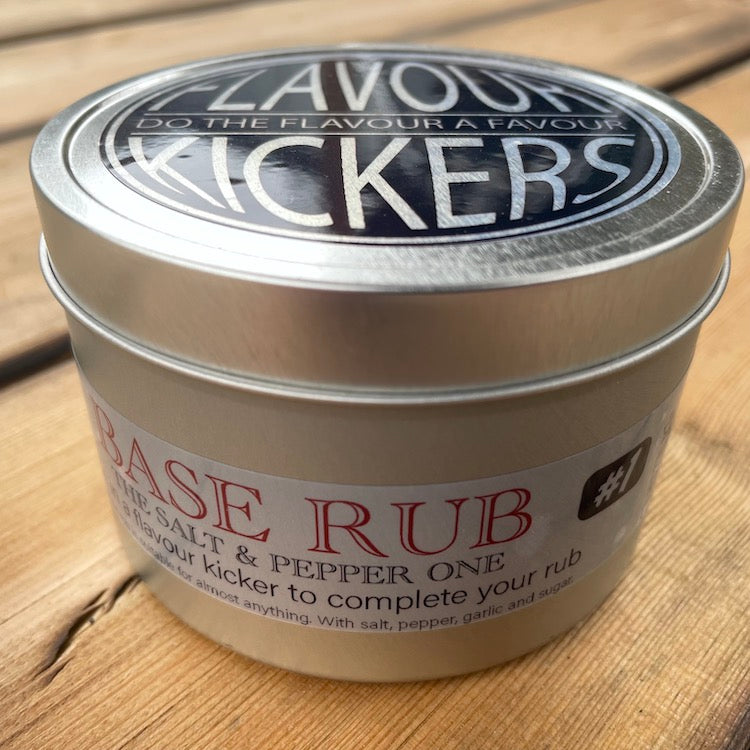 FLAVOUR
DO THE FLAVOUR A FAVOUR
KICKERS
BASE RUB
#1
THE SALT & PEPPER ONE
a flavour kicker to complete your rub
suitable for almost anything. With salt, pepper, garlic and sugar.